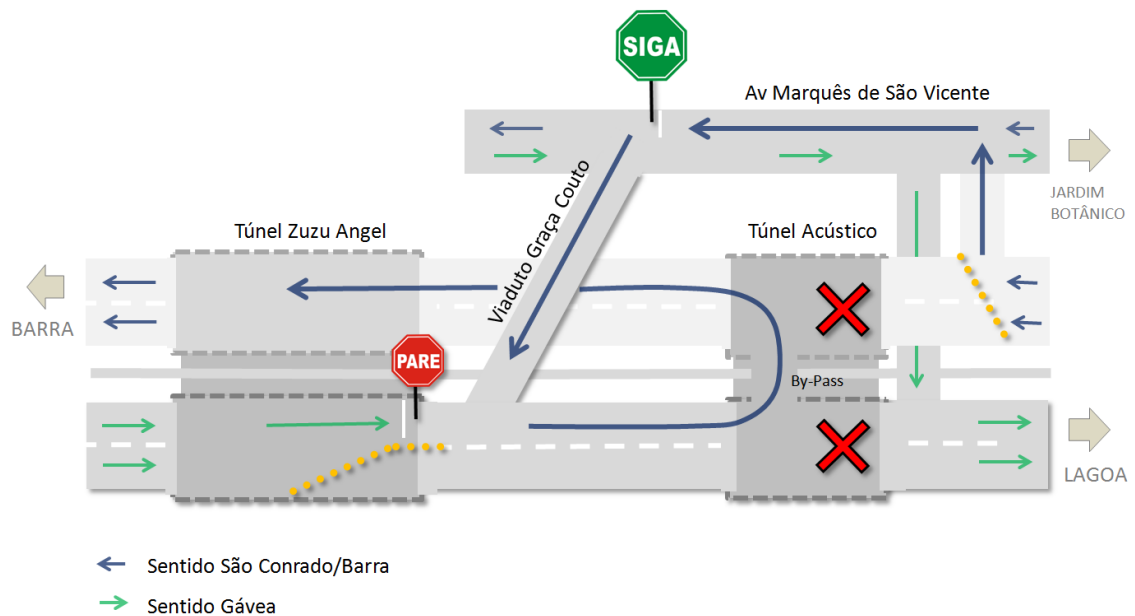 SIGA
Av Marquês de São Vicente
JARDIM
BOTÂNICO
Viaduto Graça Couto
Túnel Zuzu Angel
Túnel Acústico
BARRA
PARE
By-Pass
LAGOA
Sentido São Conrado/Barra
Sentido Gávea